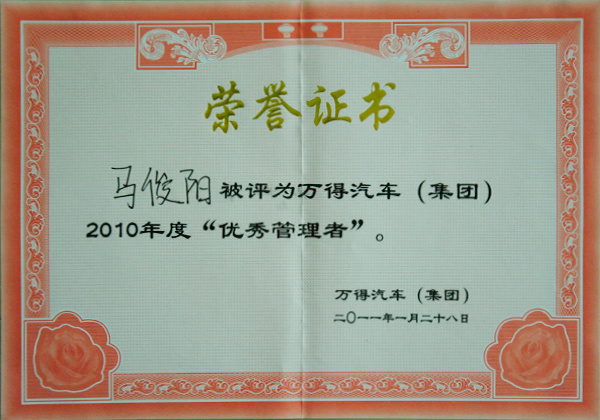 荣誉证书
马俊阳被评为万得汽车（集团）
2010年度“优秀管理者”。
万得汽车（集团）
二〇一一年一月二十八日